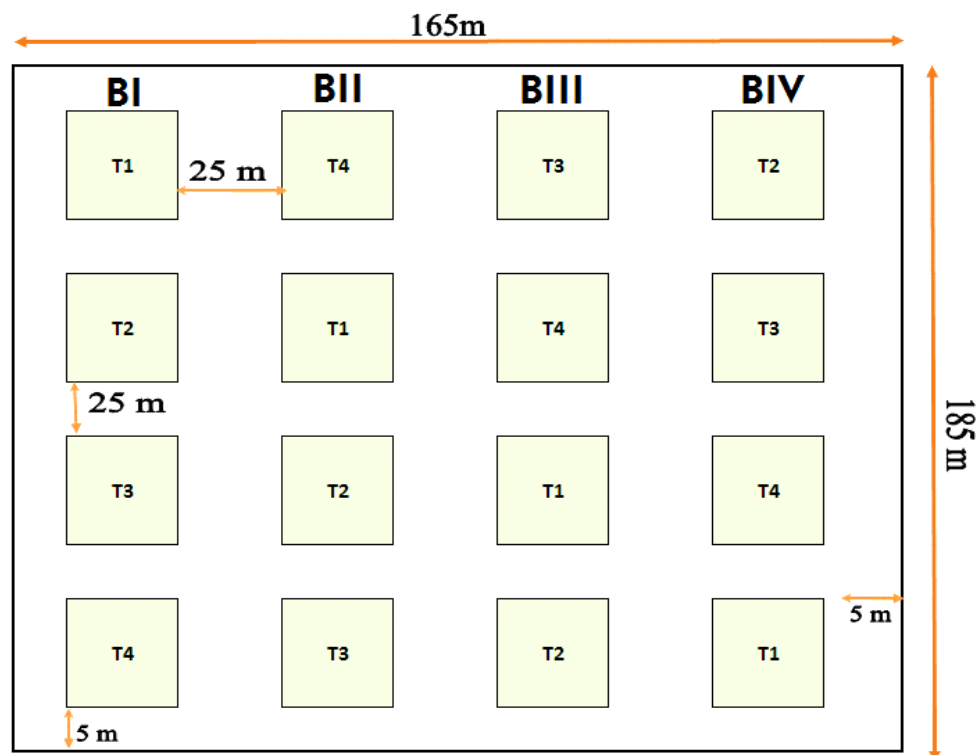 165m
BI BII BIII BIV
T1 25 m T4 T3 T2
T2 T1 T4 T3
25 m
185 m
T3 T2 T1 T4
5 m
T4 T3 T2 T1
5 m